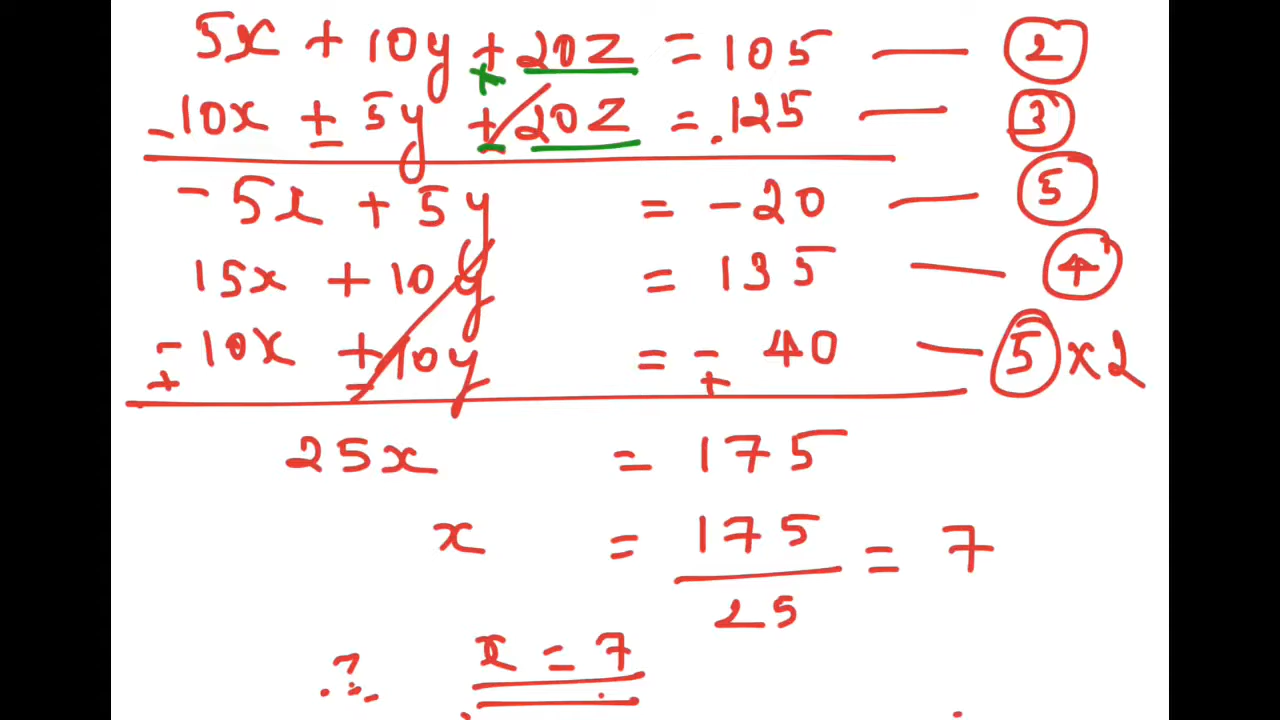 5x + 10y + 20z = 105 — 2
10x + 5y + 20z = 125 — 3
-5x + 5y = -20 — 5
15x + 10y = 135 — 4
-10x + 10y = -40 — 5 x 2
25x = 175
x = 175/25 = 7
∴ x = 7